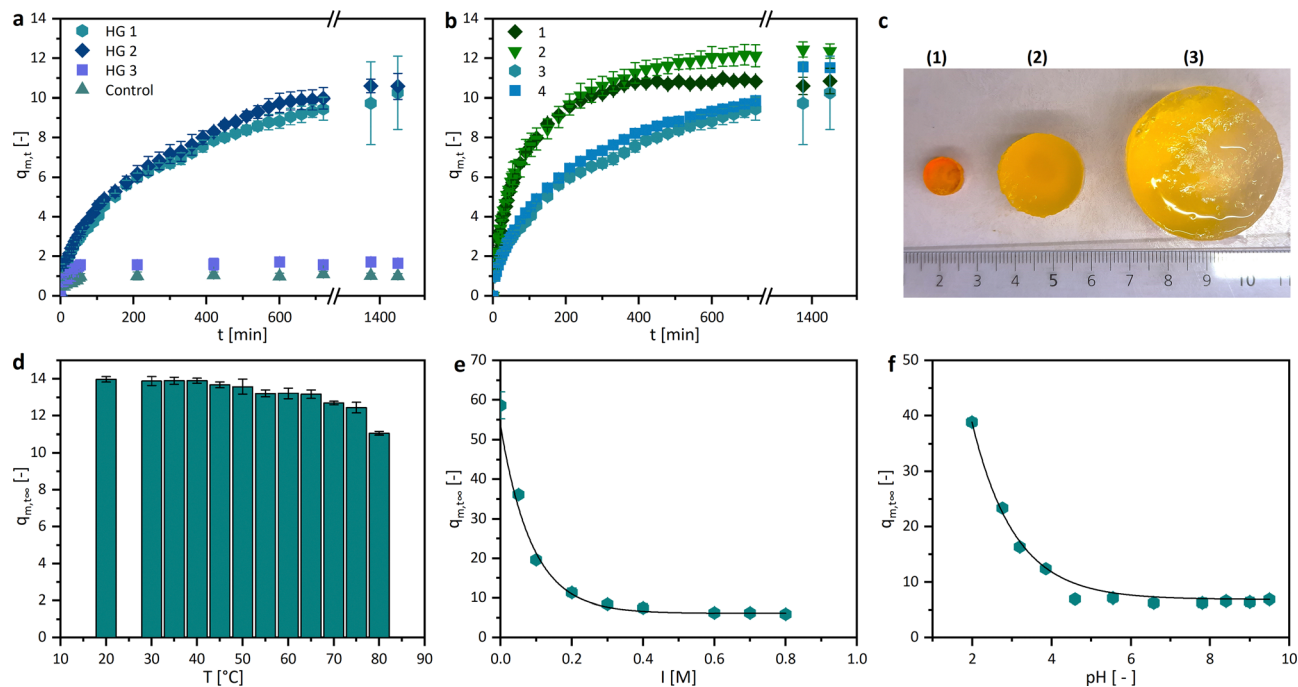 a
14
12
10
8
6
4
2
0
q_m,t [-]
HG 1
HG 2
HG 3
Control
0 200 400 600 1400
t [min]
b
14
12
10
8
6
4
2
0
q_m,t [-]
1
2
3
4
0 200 400 600 1400
t [min]
c
(1) (2) (3)
2 3 4 5 6 7 8 9 10 11
d
16
14
12
10
8
6
4
2
0
q_m,t∞ [-]
10 20 30 40 50 60 70 80 90
T [°C]
e
70
60
50
40
30
20
10
0
q_m,t∞ [-]
0.0 0.2 0.4 0.6 0.8 1.0
I [M]
f
50
40
30
20
10
0
q_m,t∞ [-]
2 4 6 8 10
pH [ - ]